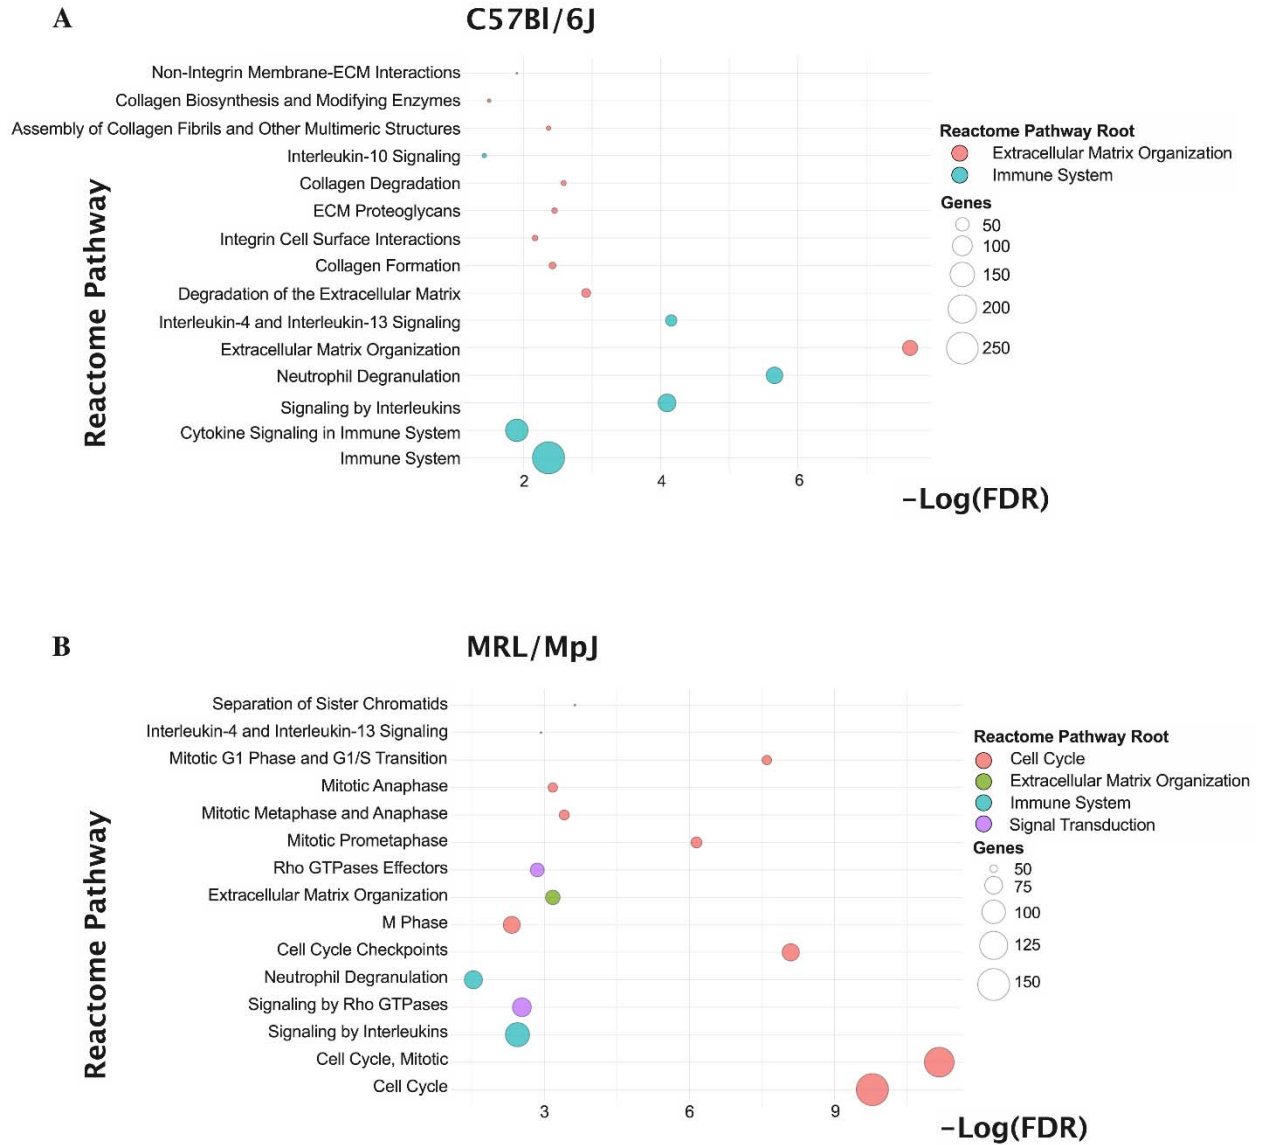 A
C57Bl/6J
Non-Integrin Membrane-ECM Interactions
Collagen Biosynthesis and Modifying Enzymes
Assembly of Collagen Fibrils and Other Multimeric Structures
Interleukin-10 Signaling
Collagen Degradation
ECM Proteoglycans
Integrin Cell Surface Interactions
Collagen Formation
Degradation of the Extracellular Matrix
Interleukin-4 and Interleukin-13 Signaling
Extracellular Matrix Organization
Neutrophil Degranulation
Signaling by Interleukins
Cytokine Signaling in Immune System
Immune System
Reactome Pathway
2 4 6
-Log(FDR)
Reactome Pathway Root
Extracellular Matrix Organization
Immune System
Genes
50
100
150
200
250
B
MRL/MpJ
Separation of Sister Chromatids
Interleukin-4 and Interleukin-13 Signaling
Mitotic G1 Phase and G1/S Transition
Mitotic Anaphase
Mitotic Metaphase and Anaphase
Mitotic Prometaphase
Rho GTPases Effectors
Extracellular Matrix Organization
M Phase
Cell Cycle Checkpoints
Neutrophil Degranulation
Signaling by Rho GTPases
Signaling by Interleukins
Cell Cycle, Mitotic
Cell Cycle
Reactome Pathway
3 6 9
-Log(FDR)
Reactome Pathway Root
Cell Cycle
Extracellular Matrix Organization
Immune System
Signal Transduction
Genes
50
75
100
125
150